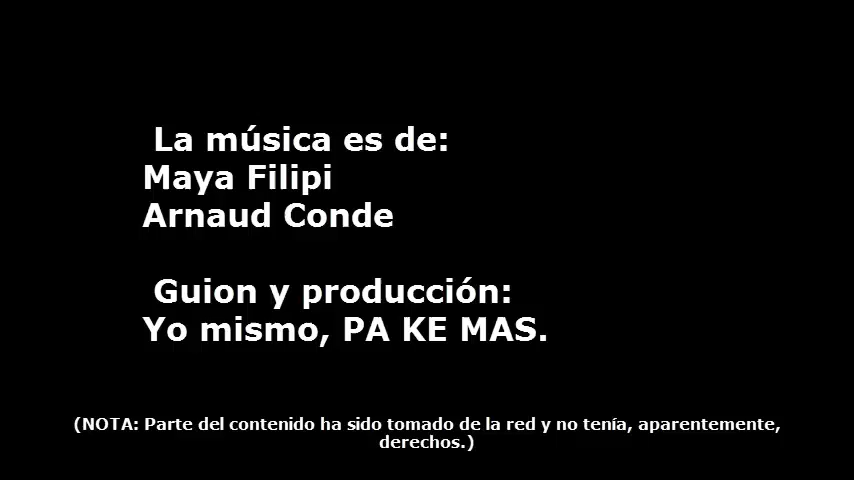 La música es de:
Maya Filipi
Arnaud Conde
Guion y producción:
Yo mismo, PA KE MAS.
(NOTA: Parte del contenido ha sido tomado de la red y no tenía, aparentemente,
derechos.)